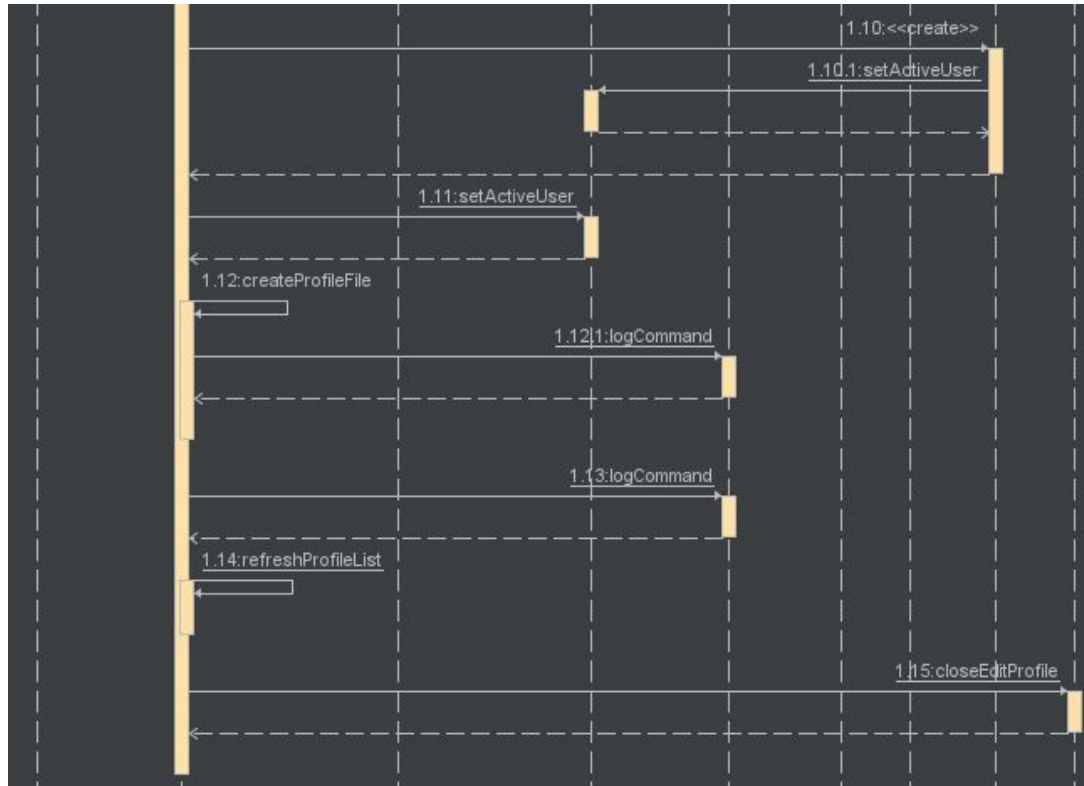 1.10:<<create>>
1.10.1:setActiveUser
1.11:setActiveUser
1.12:createProfileFile
1.12.1:logCommand
1.13:logCommand
1.14:refreshProfileList
1.15:closeEditProfile